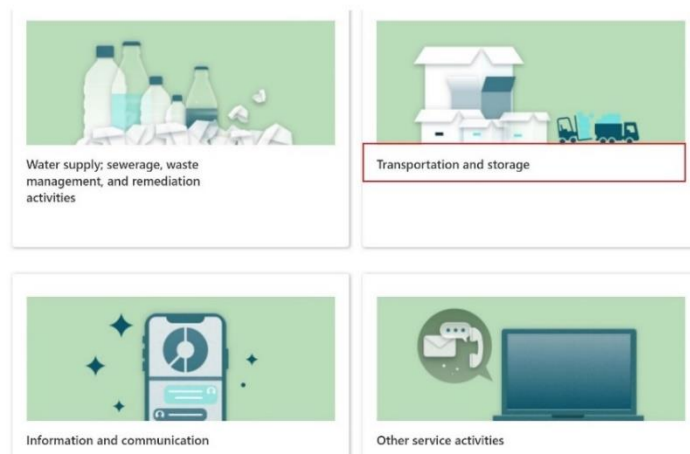 Water supply; sewerage, waste
management, and remediation
activities
Transportation and storage
Information and communication
Other service activities